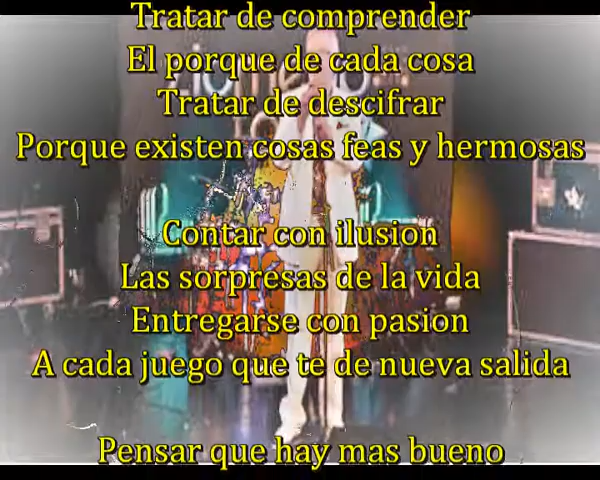 Tratar de comprender
El porque de cada cosa
Tratar de descifrar
Porque existen cosas feas y hermosas
Contar con ilusion
Las sorpresas de la vida
Entregarse con pasion
A cada juego que te de nueva salida
Pensar que hay mas bueno